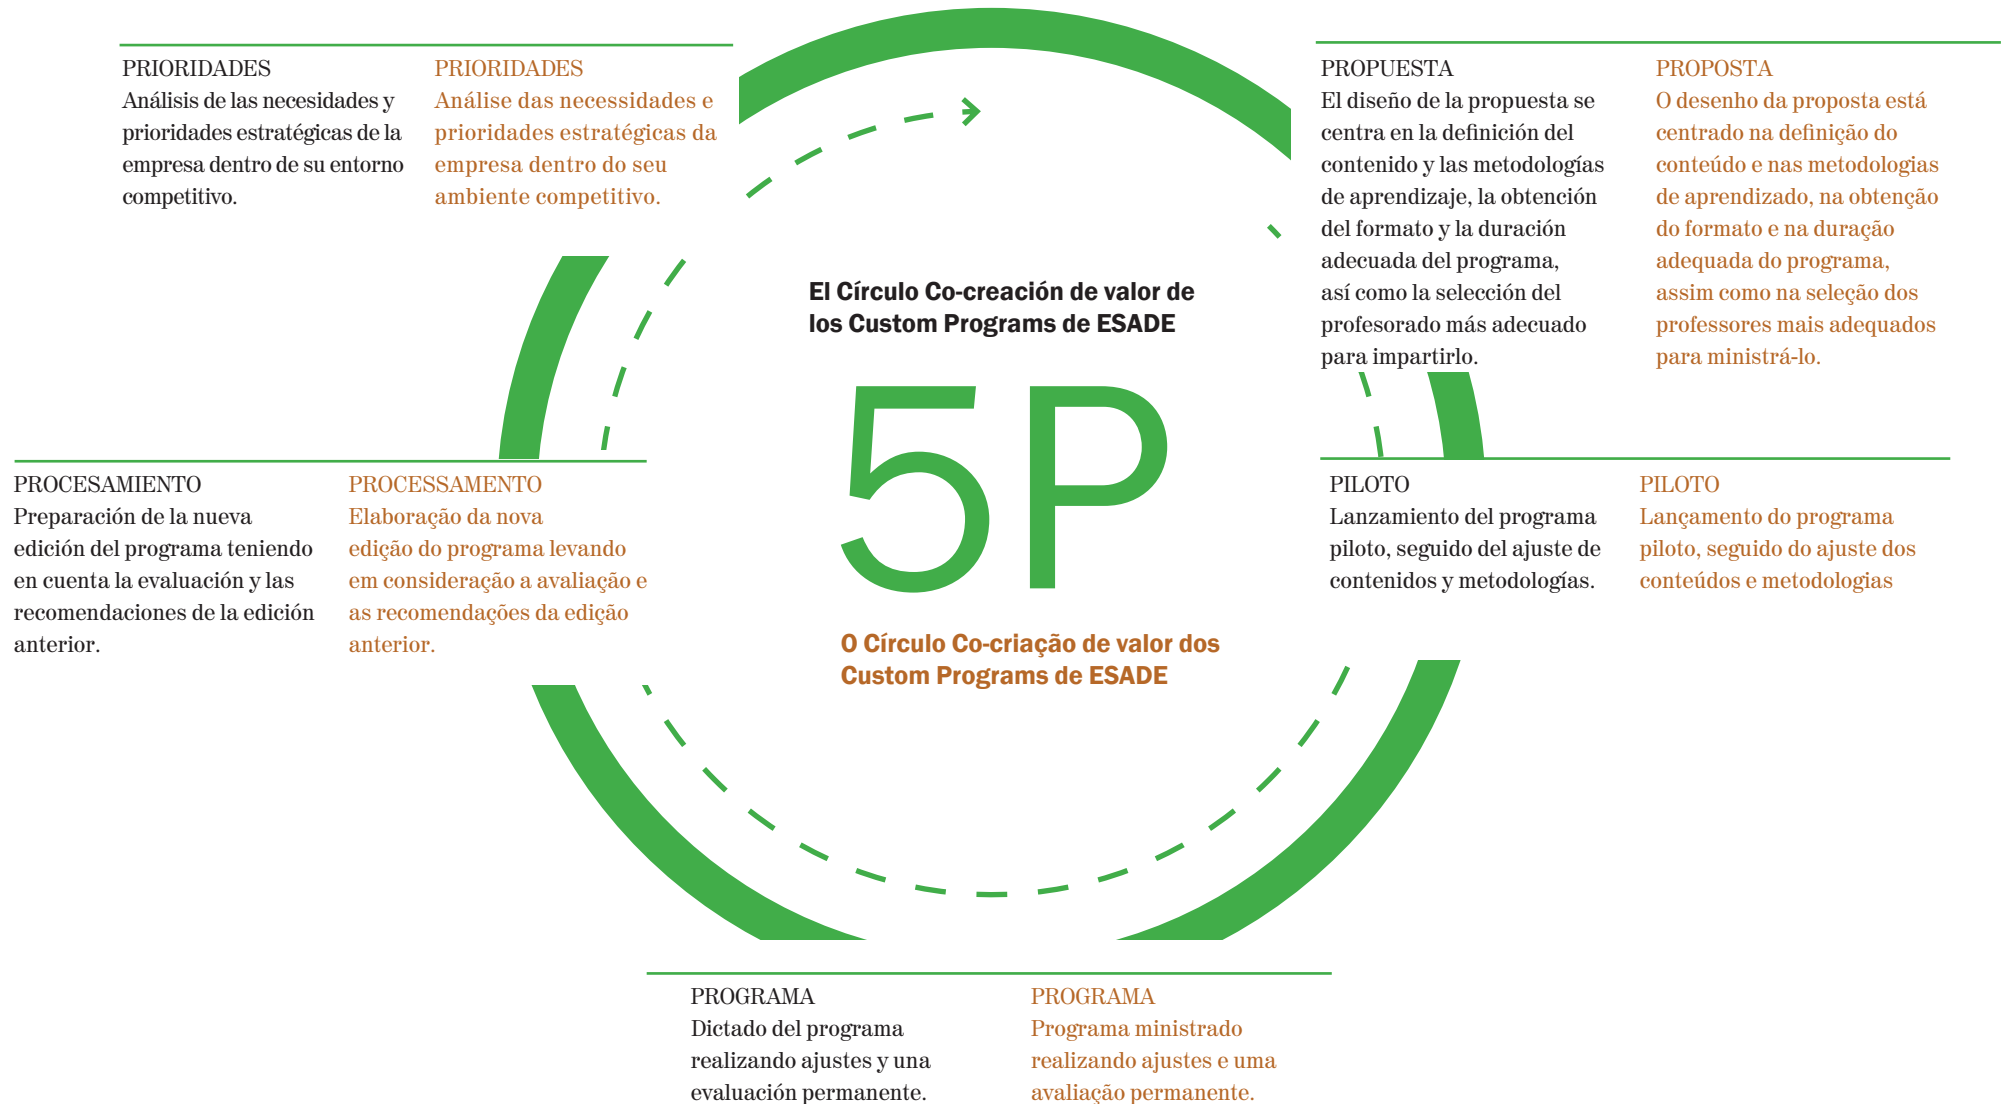 PRIORIDADES
Análisis de las necesidades y
prioridades estratégicas de la
empresa dentro de su entorno
competitivo.
PRIORIDADES
Análise das necessidades e
prioridades estratégicas da
empresa dentro do seu
ambiente competitivo.
PROPUESTA
El diseño de la propuesta se
centra en la definición del
contenido y las metodologías
de aprendizaje, la obtención
del formato y la duración
adecuada del programa,
así como la selección del
profesorado más adecuado
para impartirlo.
PROPOSTA
O desenho da proposta está
centrado na definição do
conteúdo e nas metodologias
de aprendizado, na obtenção
do formato e na duração
adequada do programa,
assim como na seleção dos
professores mais adequados
para ministrá-lo.
El Círculo Co-creación de valor de
los Custom Programs de ESADE
5P
O Círculo Co-criação de valor dos
Custom Programs de ESADE
PROCESAMIENTO
Preparación de la nueva
edición del programa teniendo
en cuenta la evaluación y las
recomendaciones de la edición
anterior.
PROCESSAMENTO
Elaboração da nova
edição do programa levando
em consideração a avaliação e
as recomendações da edição
anterior.
PILOTO
Lanzamiento del programa
piloto, seguido del ajuste de
contenidos y metodologías.
PILOTO
Lançamento do programa
piloto, seguido do ajuste dos
conteúdos e metodologias
PROGRAMA
Dictado del programa
realizando ajustes y una
evaluación permanente.
PROGRAMA
Programa ministrado
realizando ajustes e uma
avaliação permanente.